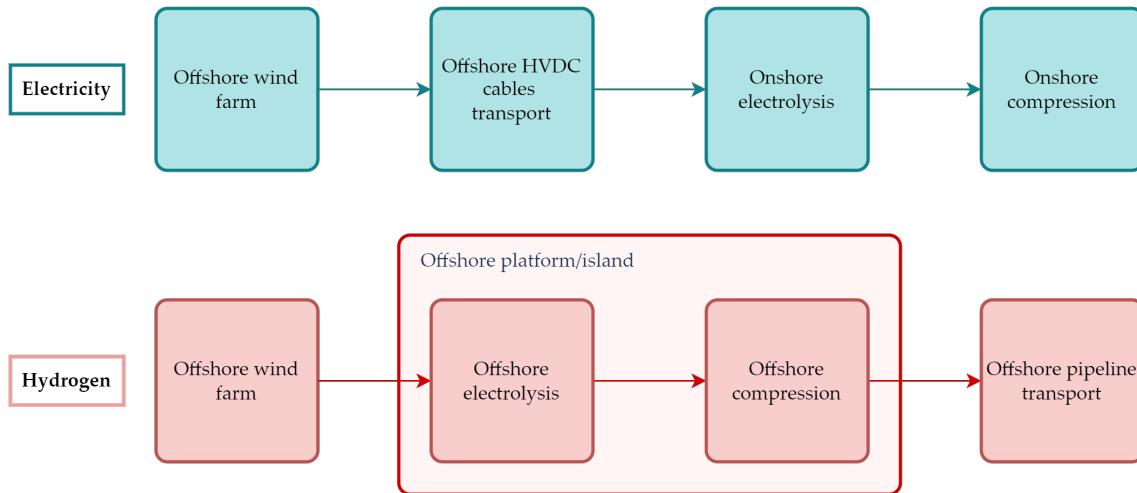 Electricity
Offshore wind
farm
Offshore HVDC
cables
transport
Onshore
electrolysis
Onshore
compression
Offshore platform/island
Hydrogen
Offshore wind
farm
Offshore
electrolysis
Offshore
compression
Offshore pipeline
transport